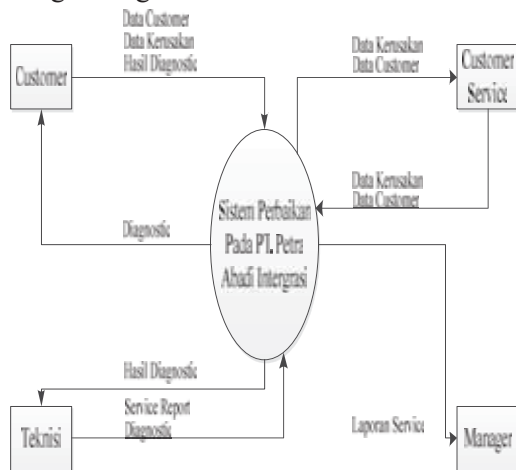 Data Customer
Data Kerusakan
Hasil Diagnostic
Customer
Data Kerusakan
Data Customer
Customer
Service
Data Kerusakan
Data Customer
Sistem Perbaikan
Pada PT. Petra
Abadi Intergrasi
Diagnostic
Hasil Diagnostic
Service Report
Diagnostic
Teknisi
Laporan Service
Manager